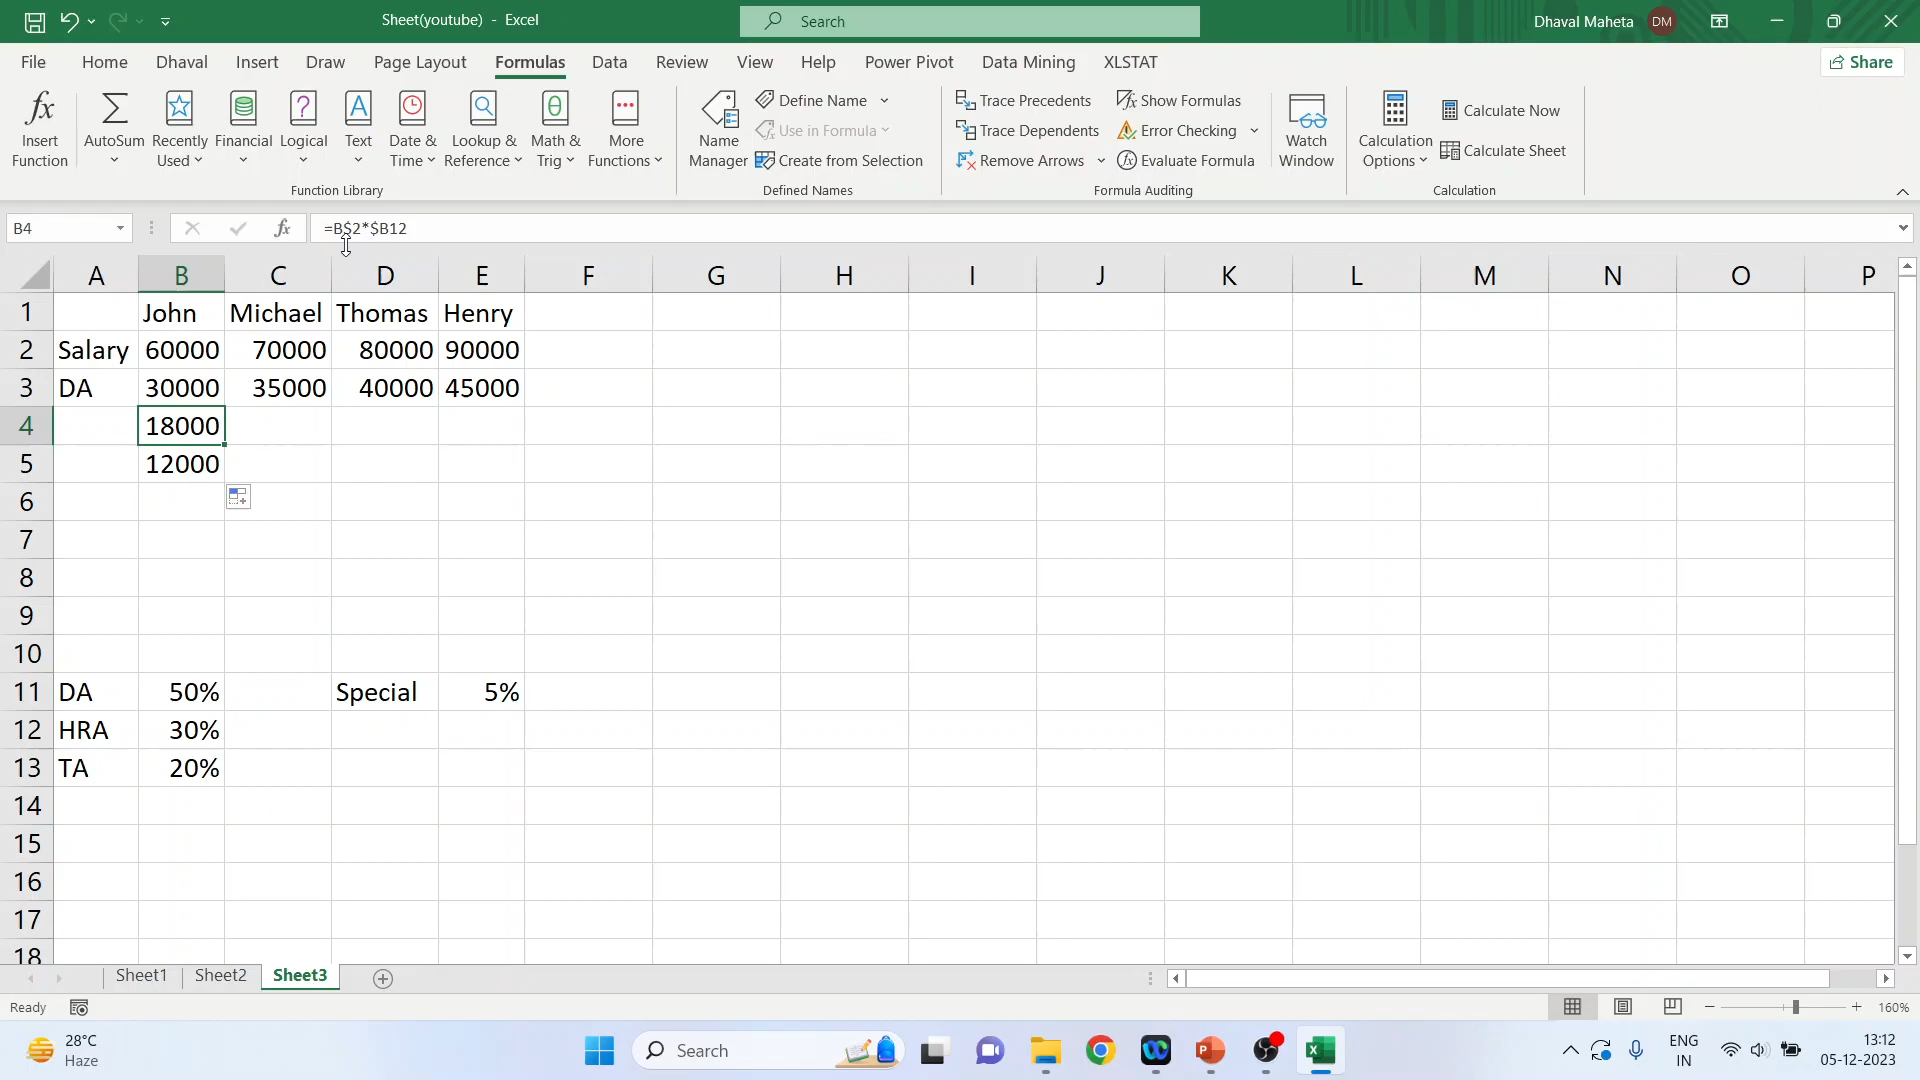 Sheet(youtube) - Excel
Search
Dhaval Maheta
DM
File Home Dhaval Insert Draw Page Layout Formulas Data Review View Help Power Pivot Data Mining XLSTAT
Share
Insert Function
AutoSum
Recently Used
Financial
Logical
Text
Date & Time
Lookup & Reference
Math & Trig
More Functions
Function Library
Name Manager
Define Name
Use in Formula
Create from Selection
Defined Names
Trace Precedents
Trace Dependents
Remove Arrows
Show Formulas
Error Checking
Evaluate Formula
Formula Auditing
Watch Window
Calculation Options
Calculate Now
Calculate Sheet
Calculation
B4
fx
=B$2*$B12
A B C D E F G H I J K L M N O P
1 John Michael Thomas Henry
2 Salary 60000 70000 80000 90000
3 DA 30000 35000 40000 45000
4 18000
5 12000
6
7
8
9
10
11 DA 50% Special 5%
12 HRA 30%
13 TA 20%
14
15
16
17
18
Sheet1 Sheet2 Sheet3
Ready
160%
28°C
Haze
Search
ENG
IN
13:12
05-12-2023